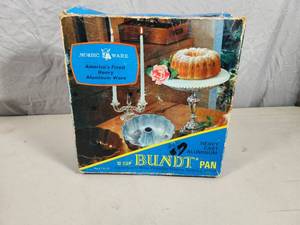 NORDIC WARE
America's Finest
Heavy
Aluminum Ware
HEAVY
CAST
ALUMINUM
12 CUP BUNDT® PAN